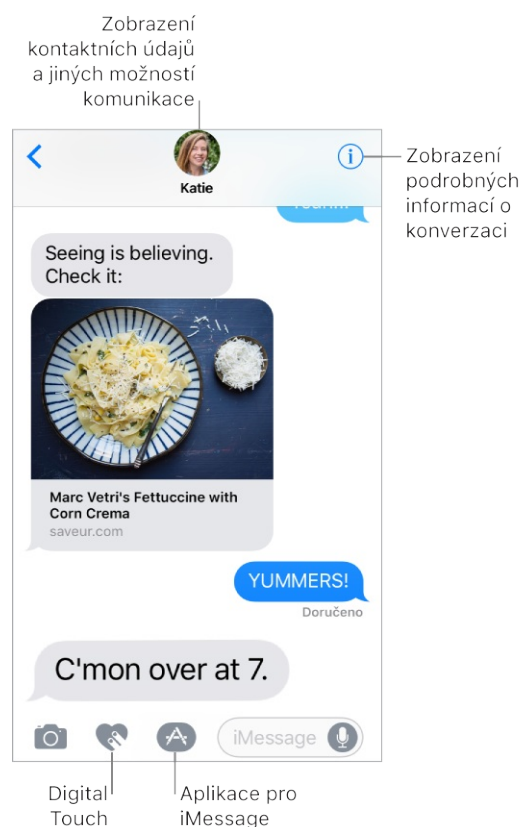 Zobrazení
kontaktních údajů
a jiných možností
komunikace
Katie
Zobrazení
podrobných
informací o
konverzaci
Seeing is believing.
Check it:
Marc Vetri's Fettuccine with
Corn Crema
saveur.com
YUMMERS!
Doručeno
C'mon over at 7.
iMessage
Digital
Touch
Aplikace pro
iMessage